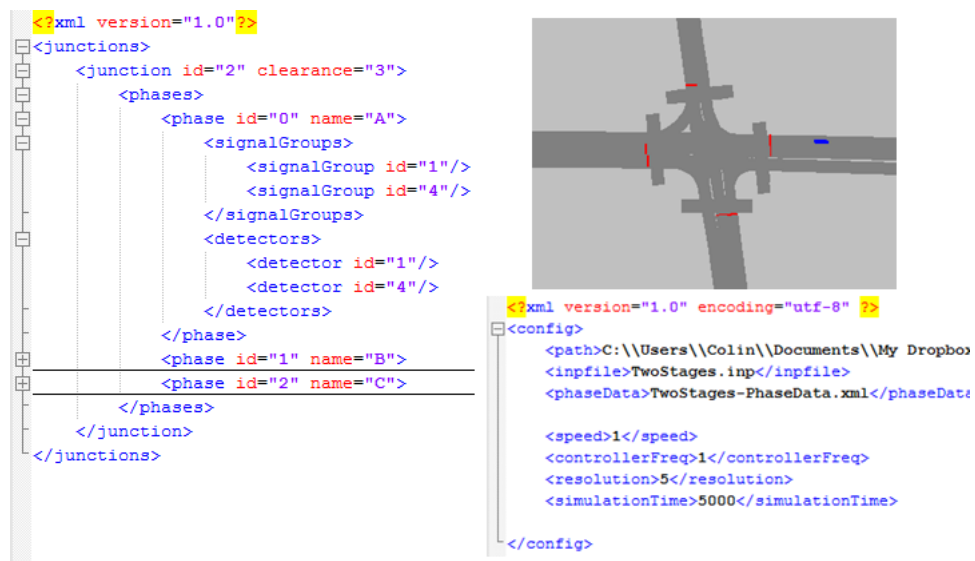 <?xml version="1.0"?>
<junctions>
<junction id="2" clearance="3">
<phases>
<phase id="0" name="A">
<signalGroups>
<signalGroup id="1"/>
<signalGroup id="4"/>
</signalGroups>
<detectors>
<detector id="1"/>
<detector id="4"/>
</detectors>
</phase>
<phase id="1" name="B">
<phase id="2" name="C">
</phases>
</junction>
</junctions>
<?xml version="1.0" encoding="utf-8" ?>
<config>
<path>C:\\Users\\Colin\\Documents\\My Dropbox
<inpfile>TwoStages.inp</inpfile>
<phaseData>TwoStages-PhaseData.xml</phaseData
<speed>1</speed>
<controllerFreq>1</controllerFreq>
<resolution>5</resolution>
<simulationTime>5000</simulationTime>
</config>